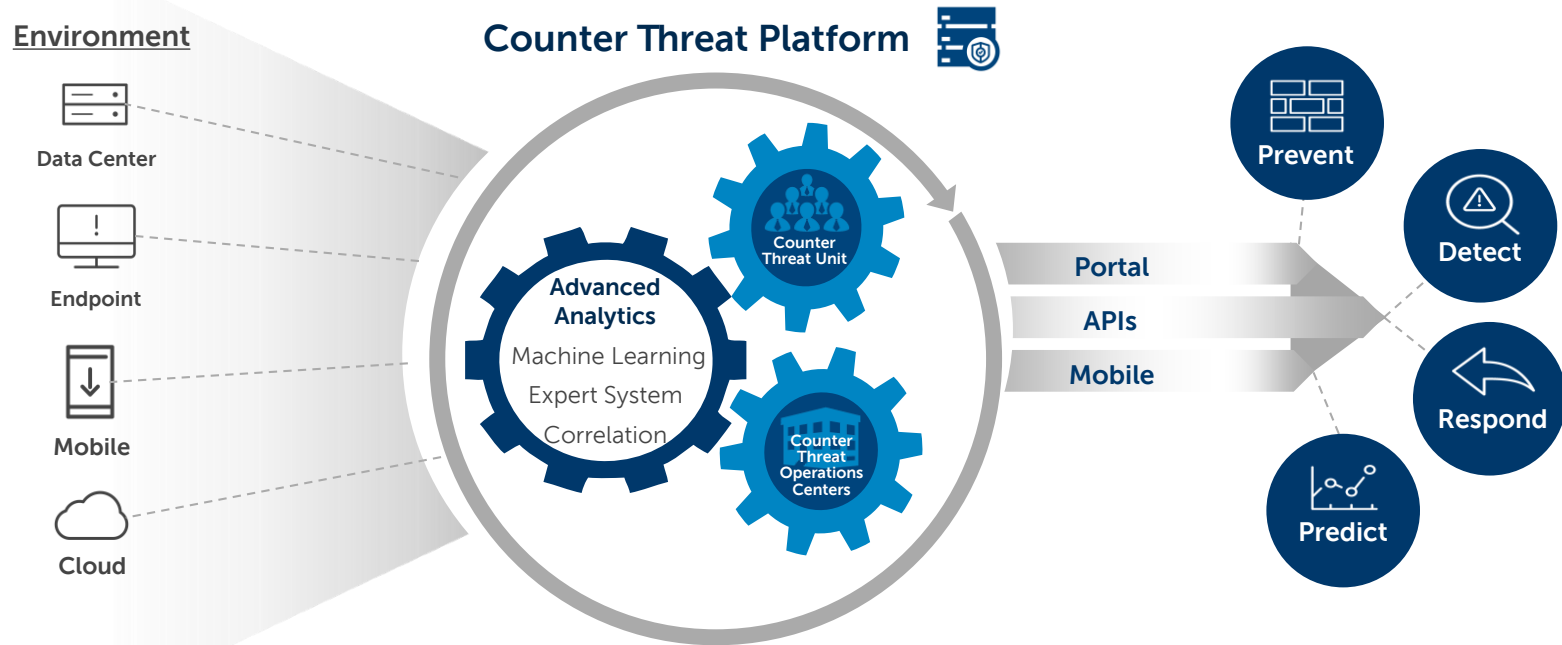 Environment
Data Center
Endpoint
Mobile
Cloud
Counter Threat Platform
Advanced
Analytics
Machine Learning
Expert System
Correlation
Counter
Threat Unit
Counter
Threat
Operations
Centers
Portal
APIs
Mobile
Prevent
Detect
Respond
Predict